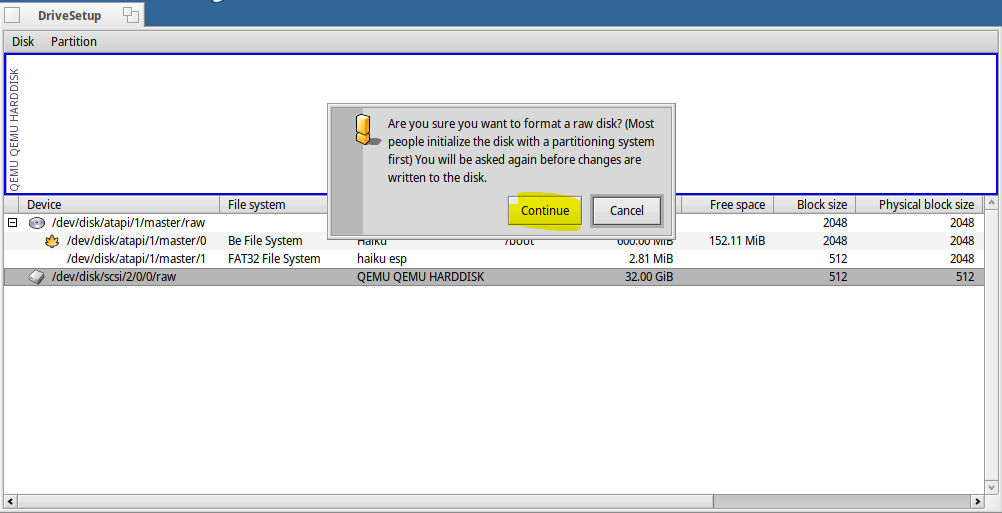 DriveSetup
Disk Partition
QEMU QEMU HARDDISK
Are you sure you want to format a raw disk? (Most
people initialize the disk with a partitioning system
first) You will be asked again before changes are
written to the disk.
Continue Cancel
Device File system Free space Block size Physical block size
/dev/disk/atapi/1/master/raw 2048 2048
/dev/disk/atapi/1/master/0 Be File System Haiku /boot 600.00 MiB 152.11 MiB 2048 2048
/dev/disk/atapi/1/master/1 FAT32 File System haiku esp 2.81 MiB 512 2048
/dev/disk/scsi/2/0/0/raw QEMU QEMU HARDDISK 32.00 GiB 512 512